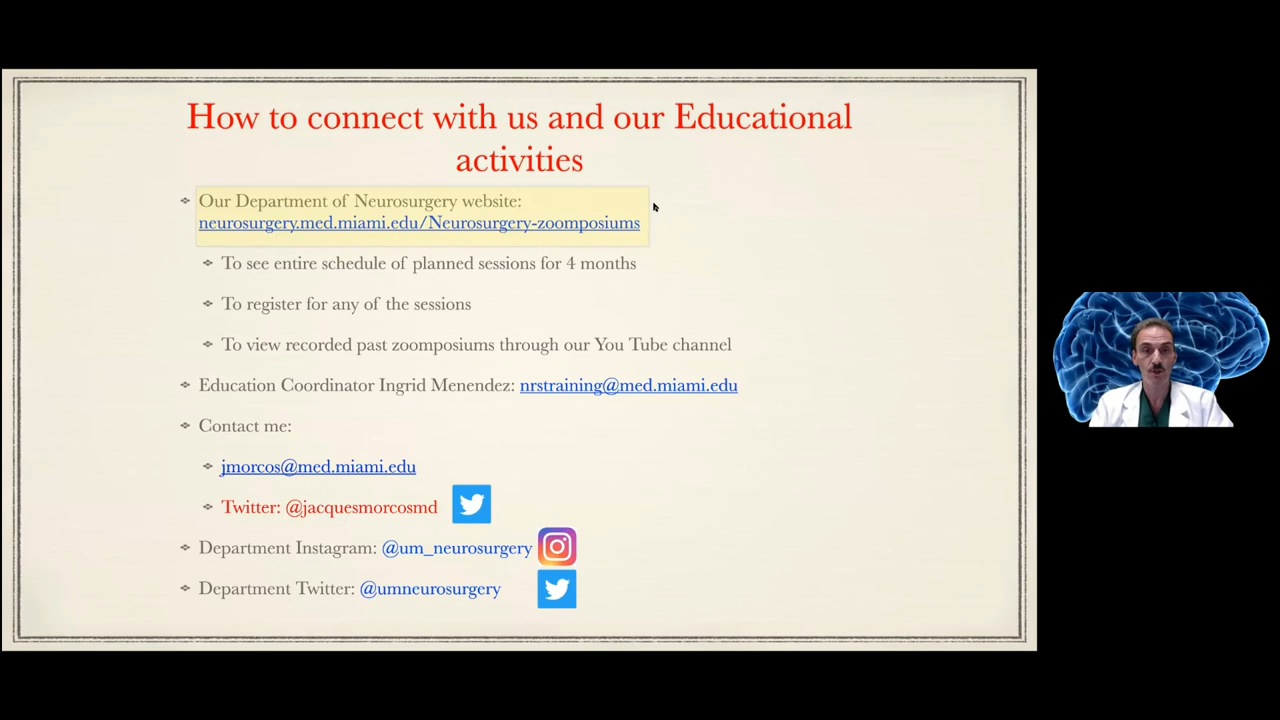 How to connect with us and our Educational
activities
Our Department of Neurosurgery website:
neurosurgery.med.miami.edu/Neurosurgery-zoomposiums
To see entire schedule of planned sessions for 4 months
To register for any of the sessions
To view recorded past zoomposiums through our You Tube channel
Education Coordinator Ingrid Menendez: nrstraining@med.miami.edu
Contact me:
jmorcos@med.miami.edu
Twitter: @jacquesmorcosmd
Department Instagram: @um_neurosurgery
Department Twitter: @umneurosurgery